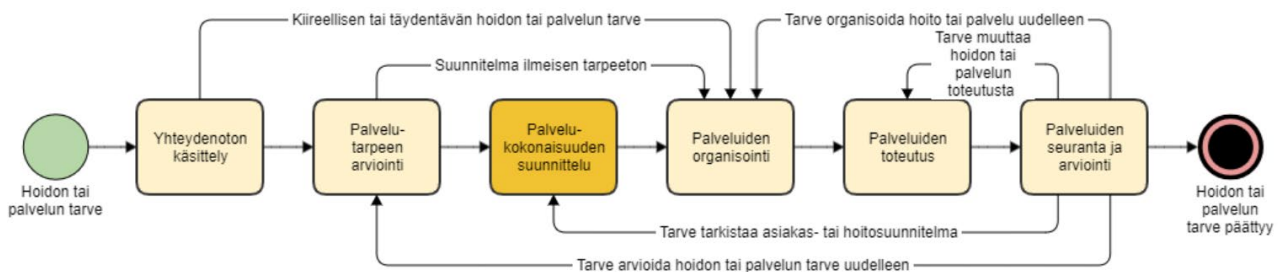 Kiireellisen tai täydentävän hoidon tai palvelun tarve
Tarve organisoida hoito tai palvelu uudelleen
Suunnitelma ilmeisen tarpeeton
Tarve muuttaa
hoidon tai
palvelun
toteutusta
Hoidon tai
palvelun tarve
Yhteydenoton
käsittely
Palvelu-
tarpeen
arviointi
Palvelu-
kokonaisuuden
suunnittelu
Palveluiden
organisointi
Palveluiden
toteutus
Palveluiden
seuranta ja
arviointi
Hoidon tai
palvelun
tarve päättyy
Tarve tarkistaa asiakas- tai hoitosuunnitelma
Tarve arvioida hoidon tai palvelun tarve uudelleen